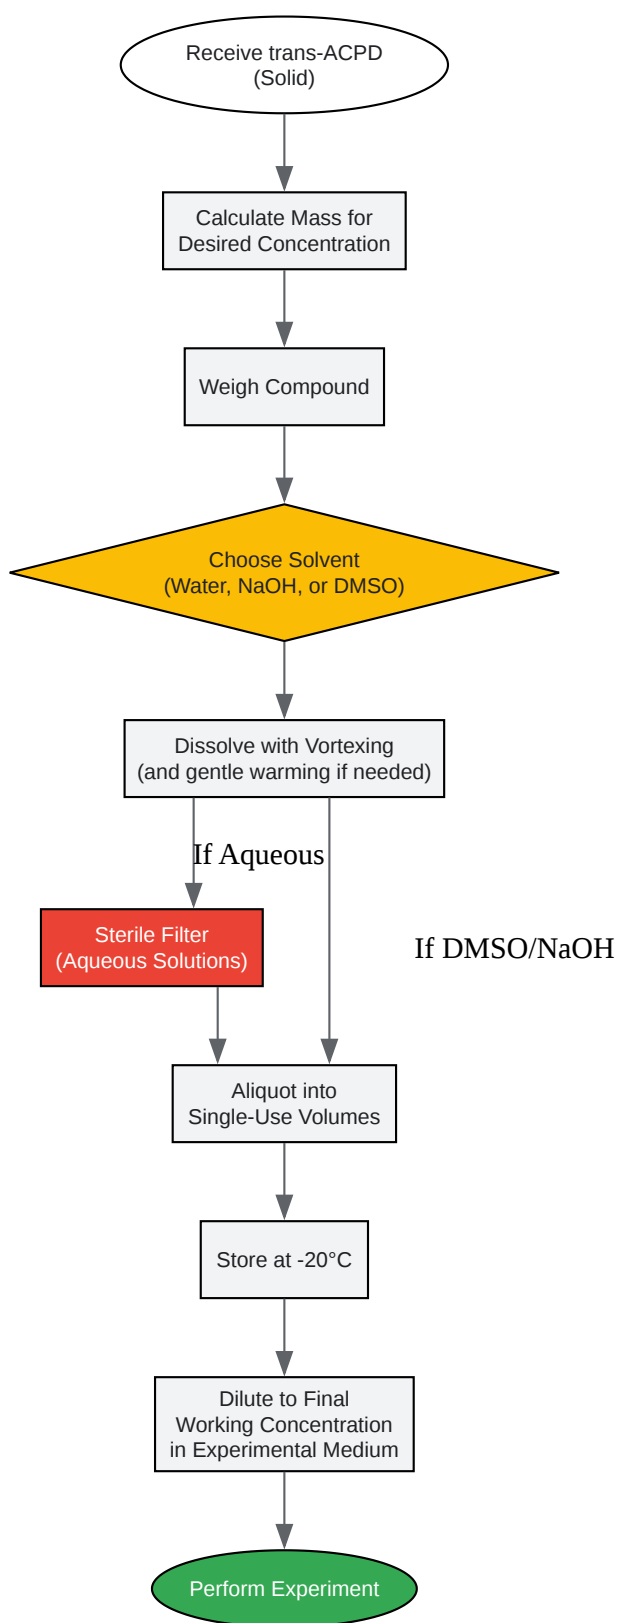 Receive trans-ACPD
(Solid)
Calculate Mass for
Desired Concentration
Weigh Compound
Choose Solvent
(Water, NaOH, or DMSO)
Dissolve with Vortexing
(and gentle warming if needed)
If Aqueous
Sterile Filter
(Aqueous Solutions)
If DMSO/NaOH
Aliquot into
Single-Use Volumes
Store at -20°C
Dilute to Final
Working Concentration
in Experimental Medium
Perform Experiment